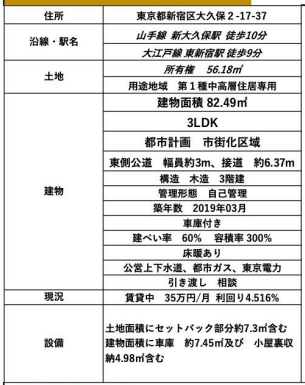 住所 東京都新宿区大久保2-17-37
沿線・駅名 山手線 新大久保駅 徒歩10分
大江戸線 東新宿駅 徒歩9分
土地 所有権 56.18㎡
用途地域 第１種中高層住居専用
建物 建物面積 82.49㎡
3LDK
都市計画 市街化区域
東側公道 幅員約3m、接道 約6.37m
構造 木造 3階建
管理形態 自己管理
築年数 2019年03月
車庫付き
建ぺい率 60% 容積率 300%
床暖あり
公営上下水道、都市ガス、東京電力
引き渡し 相談
現況 賃貸中 35万円/月 利回り4.516%
設備 土地面積にセットバック部分約7.3㎡含む
建物面積に車庫 約7.45㎡及び 小屋裏収
納4.98㎡含む